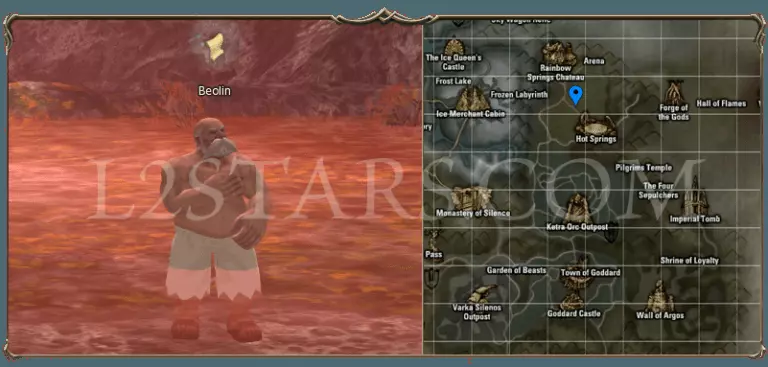 Beolin
L2STARS.COM
The Ice Queen's
Castle
Rainbow
Springs Chateau
Arena
Frost Lake
Frozen Labyrinth
Ice Merchant Cabin
Forge of
the Gods
Hall of Flames
Hot Springs
Pilgrims Temple
The Four
Sepulchers
Monastery of Silence
Imperial Tomb
Ketra Orc Outpost
Pass
Garden of Beasts
Town of Goddard
Shrine of Loyalty
Varka Silenos
Outpost
Goddard Castle
Wall of Argos